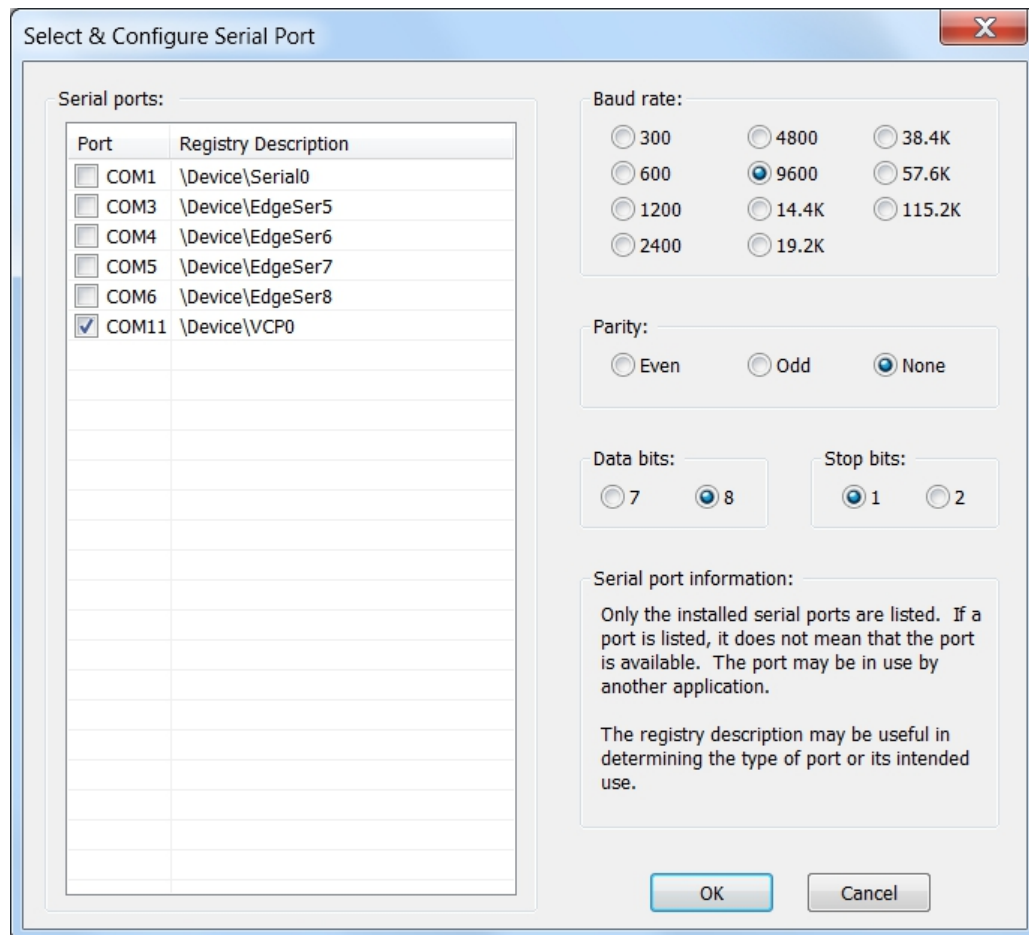 Select & Configure Serial Port
Serial ports:
Port Registry Description
COM1 \Device\Serial0
COM3 \Device\EdgeSer5
COM4 \Device\EdgeSer6
COM5 \Device\EdgeSer7
COM6 \Device\EdgeSer8
COM11 \Device\VCP0
Baud rate:
300 4800 38.4K
600 9600 57.6K
1200 14.4K 115.2K
2400 19.2K
Parity:
Even Odd None
Data bits:
7 8
Stop bits:
1 2
Serial port information:
Only the installed serial ports are listed.  If a
port is listed, it does not mean that the port
is available.  The port may be in use by
another application.
The registry description may be useful in
determining the type of port or its intended
use.
OK Cancel